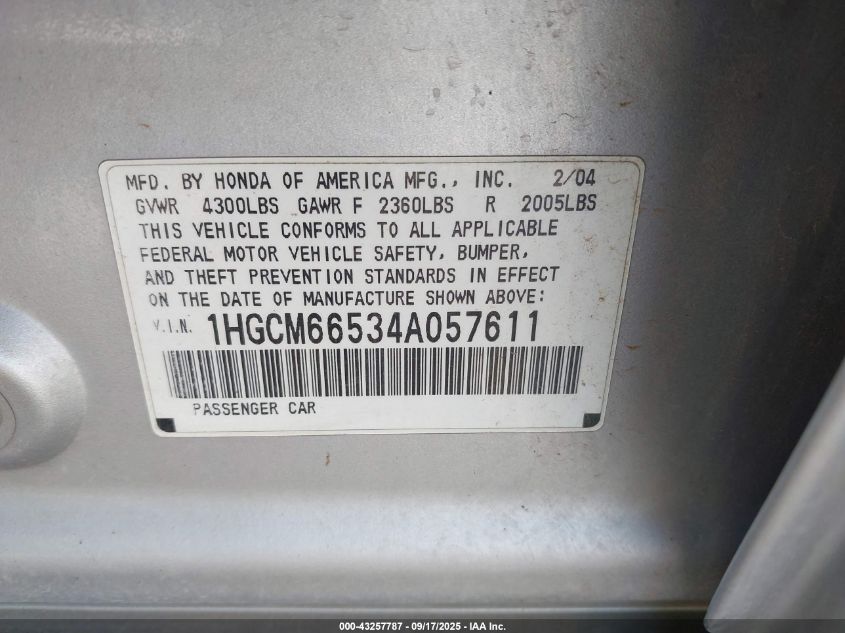 MFD. BY HONDA OF AMERICA MFG., INC. 2/04
GVWR 4300LBS GAWR F 2360LBS R 2005LBS
THIS VEHICLE CONFORMS TO ALL APPLICABLE
FEDERAL MOTOR VEHICLE SAFETY, BUMPER,
AND THEFT PREVENTION STANDARDS IN EFFECT
ON THE DATE OF MANUFACTURE SHOWN ABOVE:
V.I.N. 1HGCM66534A057611
PASSENGER CAR
000-43257787 - 09/17/2025 - IAA Inc.